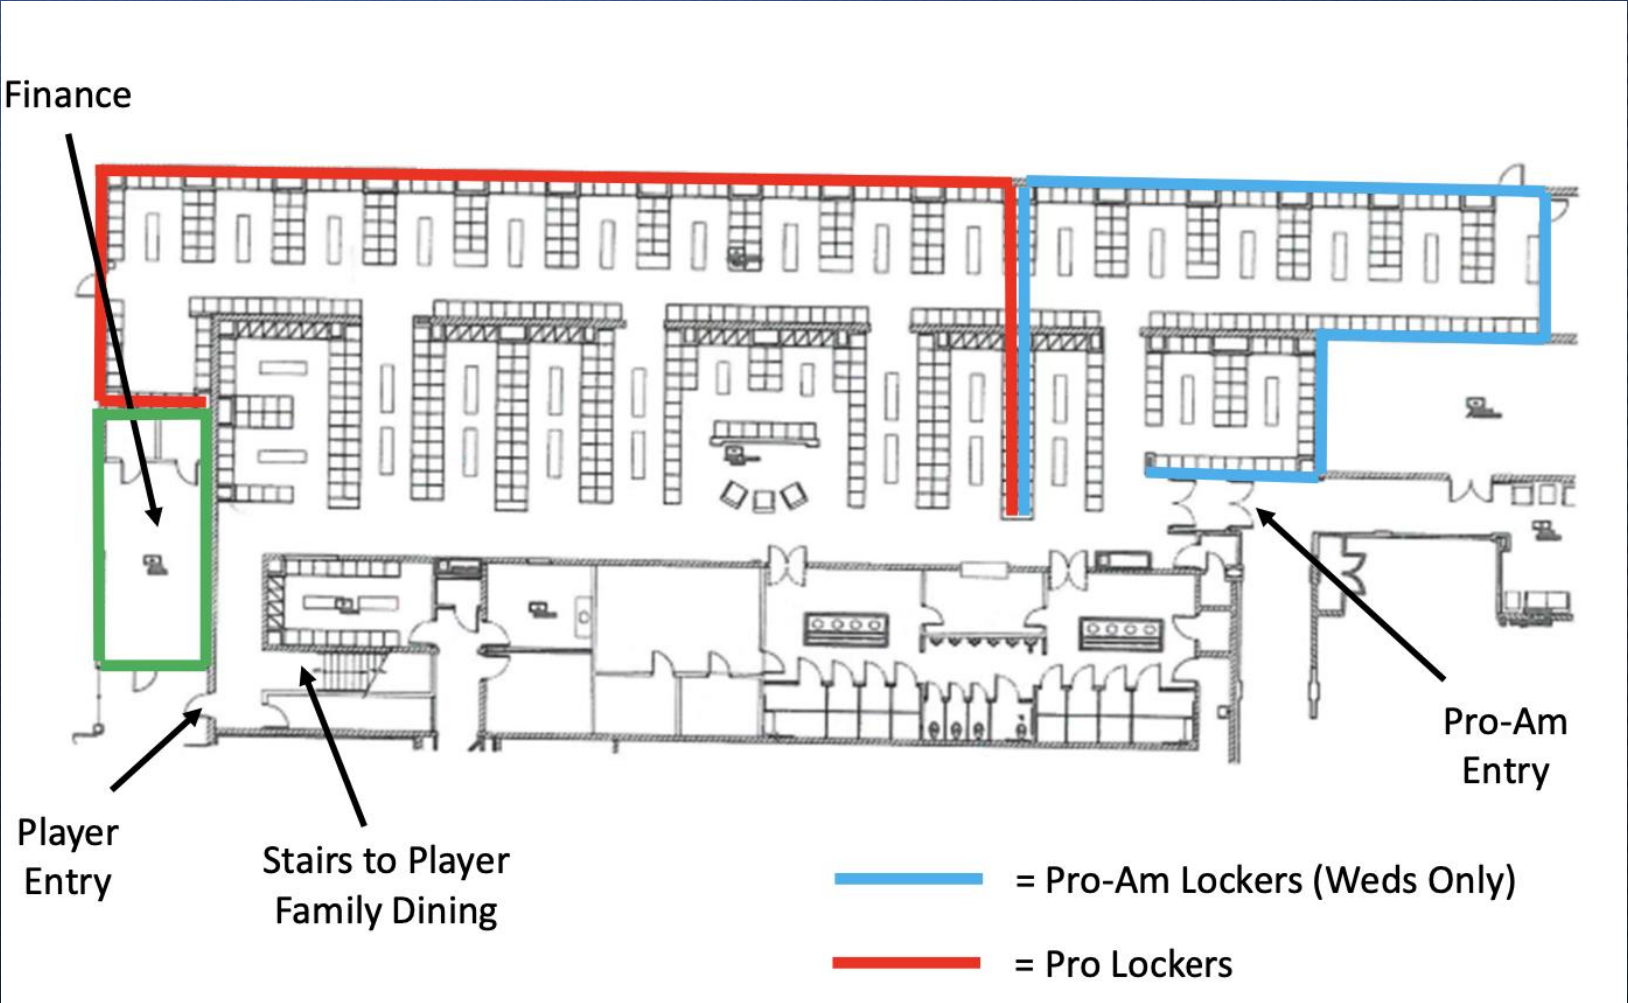 Finance
Player
Entry
Stairs to Player
Family Dining
Pro-Am
Entry
= Pro-Am Lockers (Weds Only)
= Pro Lockers